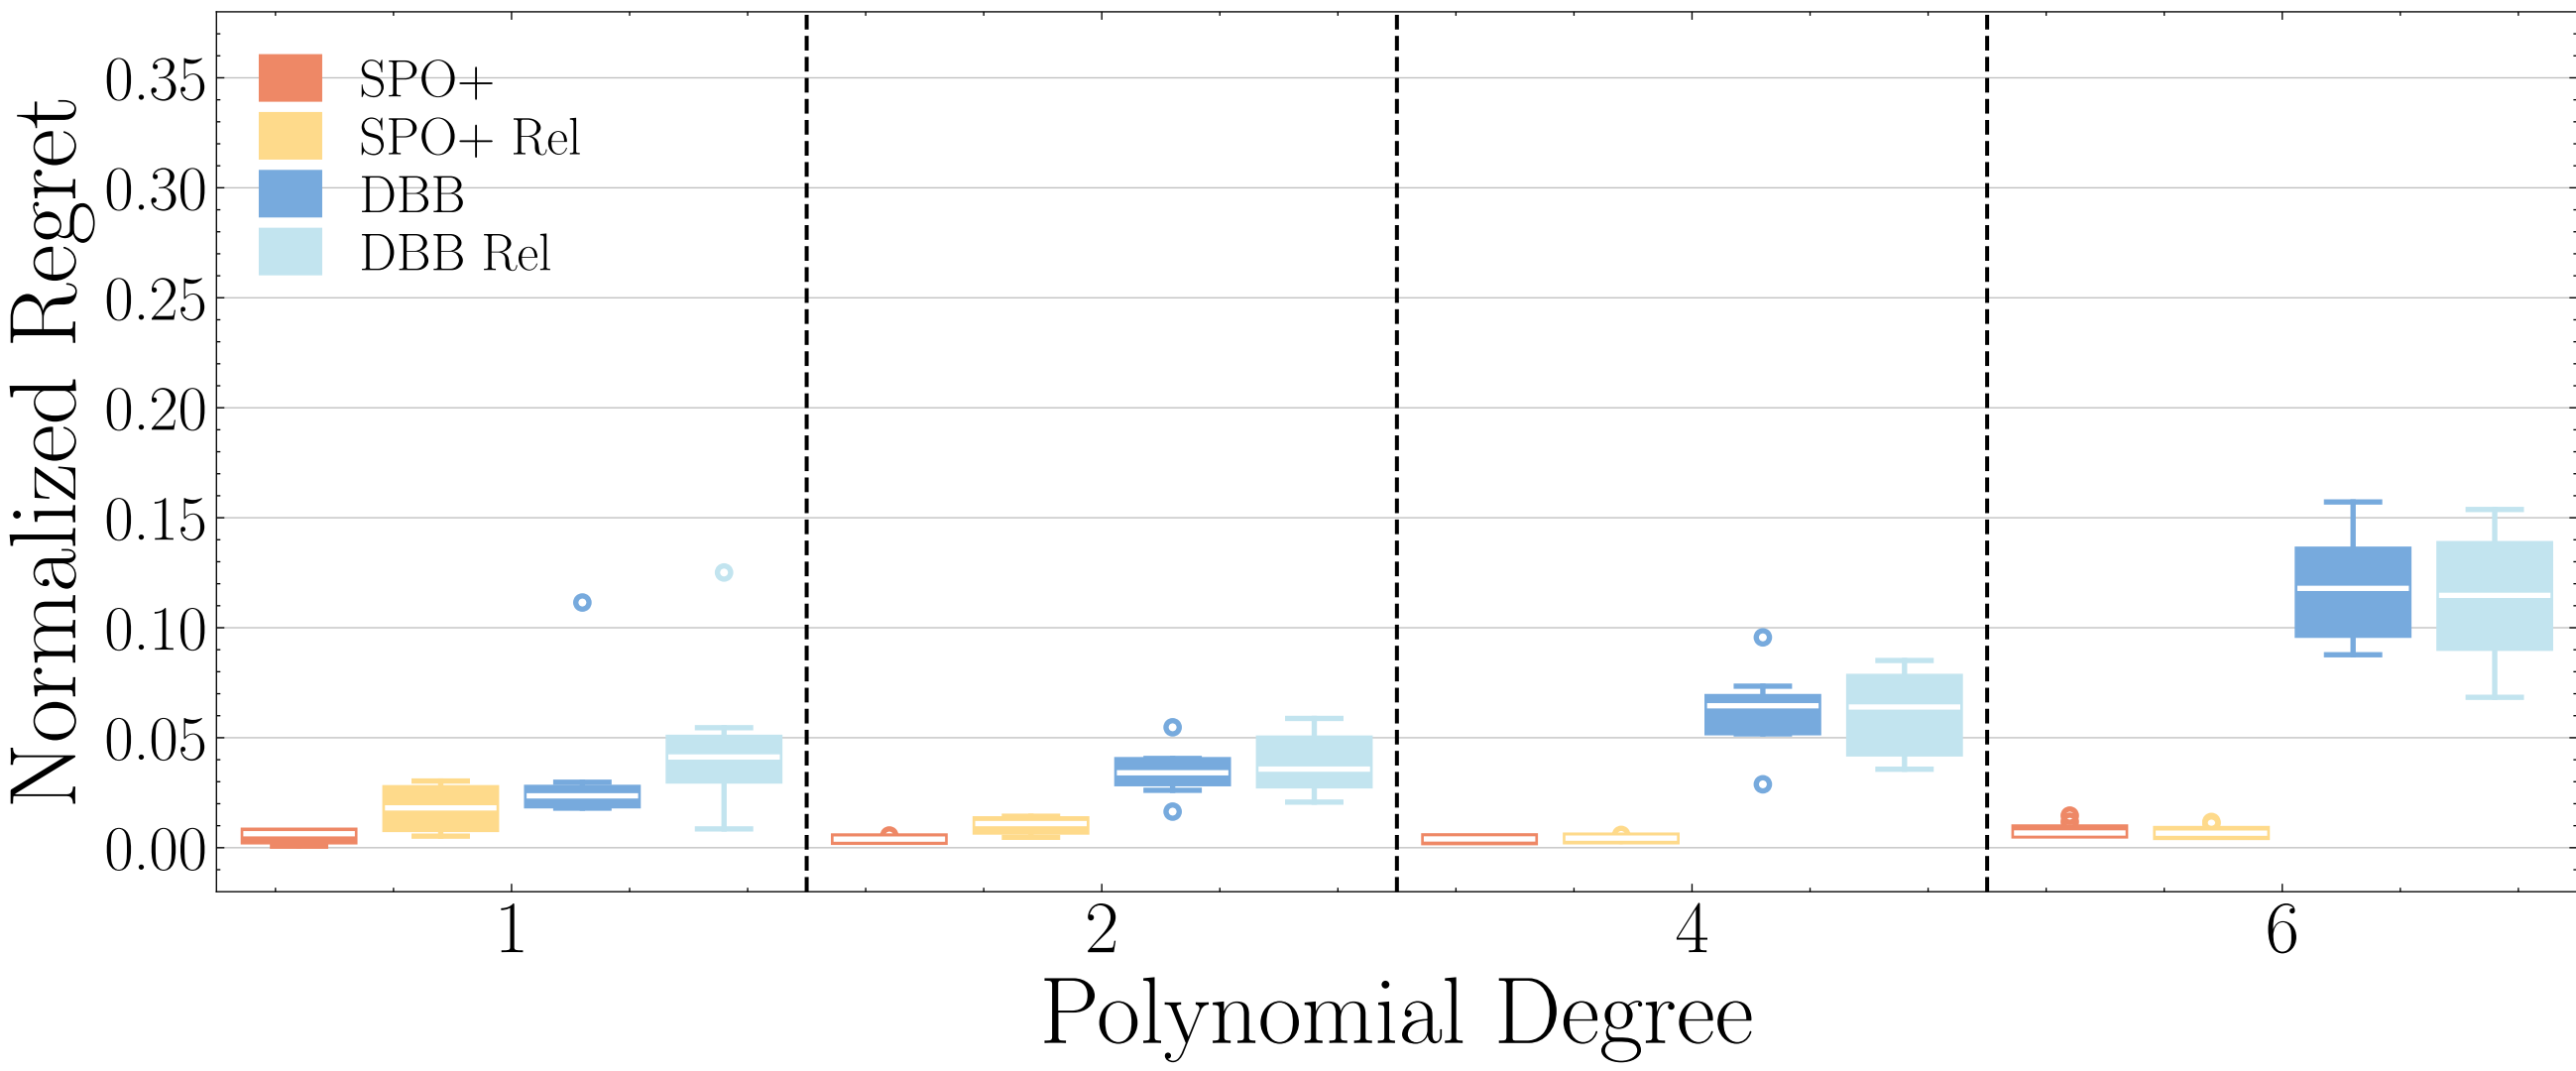 SPO+
SPO+ Rel
DBB
DBB Rel
Normalized Regret
0.35
0.30
0.25
0.20
0.15
0.10
0.05
0.00
1 2 4 6
Polynomial Degree